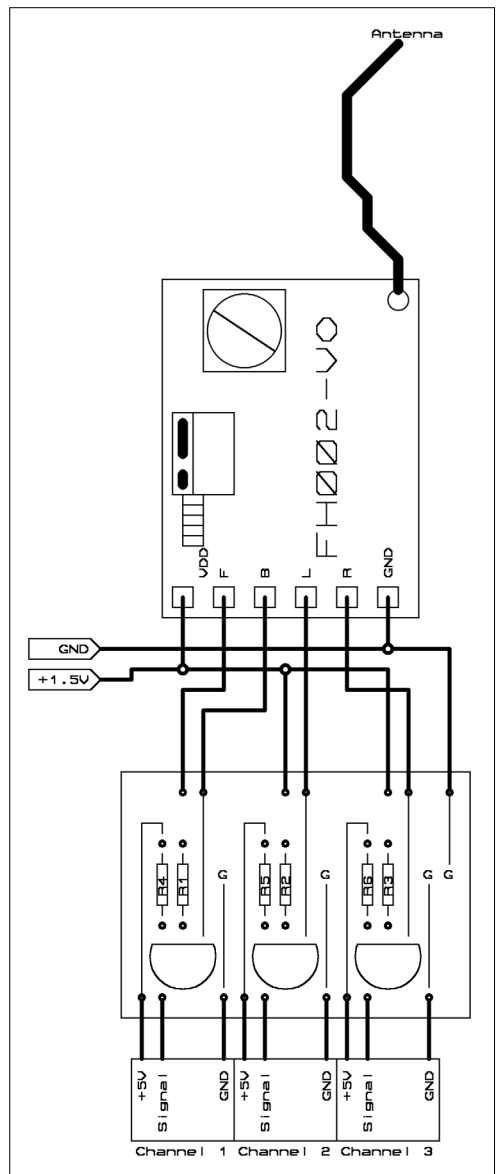 Antenna
FH002-VO
VDD F B L R GND
GND
+1.5V
R4 R1 G R5 R2 G R6 R3 G G
+5V Signal GND +5V Signal GND +5V Signal GND
Channel 1 Channel 2 Channel 3